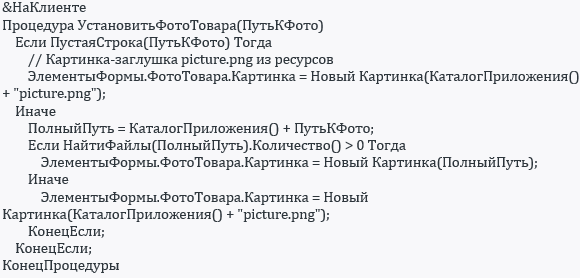 &НаКлиенте
Процедура УстановитьФотоТовара(ПутьКФото)
Если ПустаяСтрока(ПутьКФото) Тогда
// Картинка-заглушка picture.png из ресурсов
ЭлементыФормы.ФотоТовара.Картинка = Новый Картинка(КаталогПриложения()
+ "picture.png");
Иначе
ПолныйПуть = КаталогПриложения() + ПутьКФото;
Если НайтиФайлы(ПолныйПуть).Количество() > 0 Тогда
ЭлементыФормы.ФотоТовара.Картинка = Новый Картинка(ПолныйПуть);
Иначе
ЭлементыФормы.ФотоТовара.Картинка = Новый
Картинка(КаталогПриложения() + "picture.png");
КонецЕсли;
КонецЕсли;
КонецПроцедуры